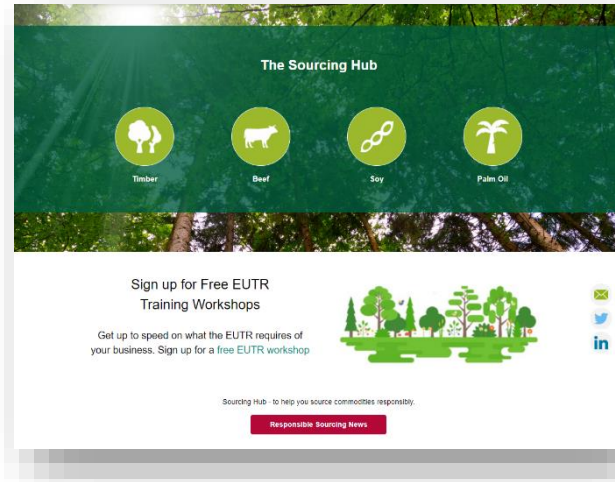 The Sourcing Hub
Timber
Beef
Soy
Palm Oil
Sign up for Free EUTR
Training Workshops
Get up to speed on what the EUTR requires of
your business. Sign up for a free EUTR workshop
in
Sourcing Hub - to help you source commodities responsibly.
Responsible Sourcing News